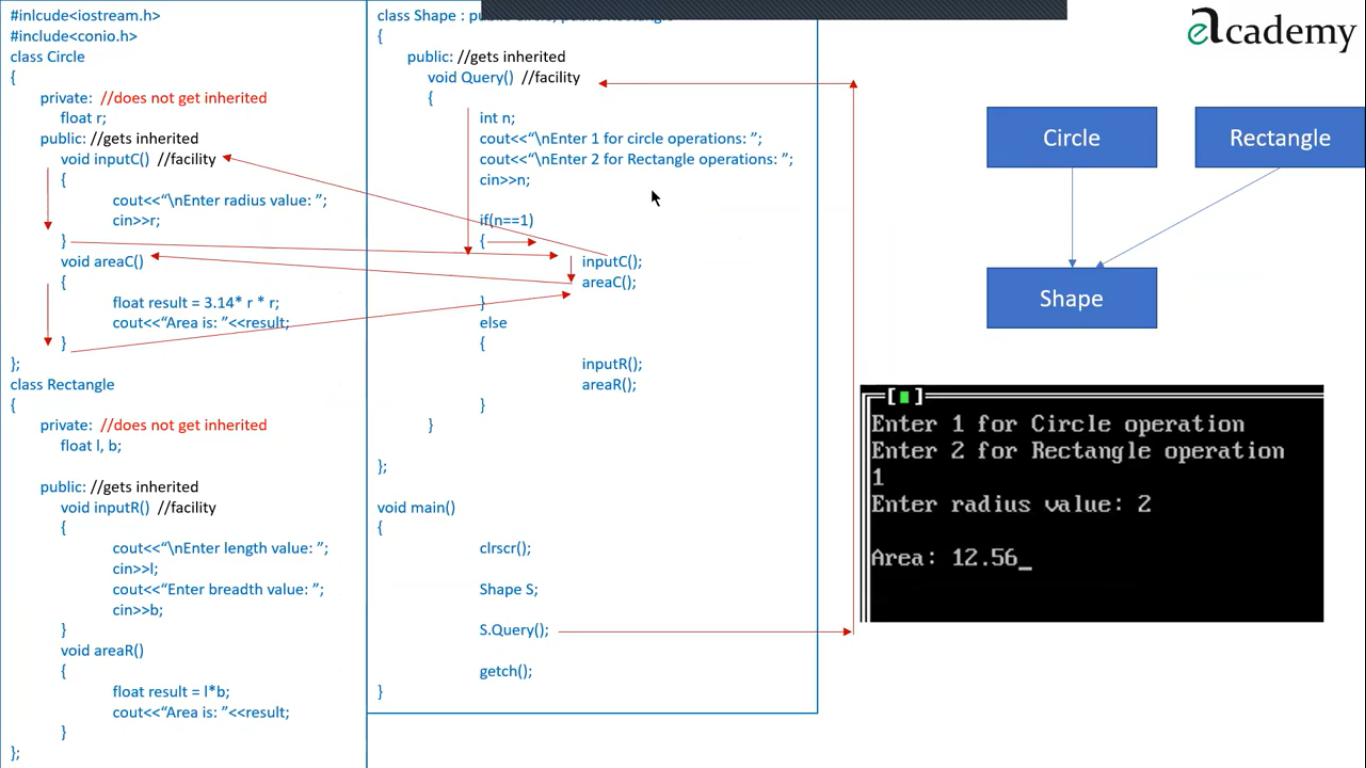 #inlcude<iostream.h>
#include<conio.h>
class Circle
{
private: //does not get inherited
float r;
public: //gets inherited
void inputC() //facility
{
cout<<“\nEnter radius value: ”;
cin>>r;
}
void areaC()
{
float result = 3.14* r * r;
cout<<“Area is: ”<<result;
}
};
class Rectangle
{
private: //does not get inherited
float l, b;
public: //gets inherited
void inputR() //facility
{
cout<<“\nEnter length value: ”;
cin>>l;
cout<<“Enter breadth value: ”;
cin>>b;
}
void areaR()
{
float result = l*b;
cout<<“Area is: ”<<result;
}
};
class Shape :
{
public: //gets inherited
void Query() //facility
{
int n;
cout<<“\nEnter 1 for circle operations: ”;
cout<<“\nEnter 2 for Rectangle operations: ”;
cin>>n;
if(n==1)
{
inputC();
areaC();
}
else
{
inputR();
areaR();
}
}
};
void main()
{
clrscr();
Shape S;
S.Query();
getch();
}
eAcademy
Circle
Rectangle
Shape
[■]
Enter 1 for Circle operation
Enter 2 for Rectangle operation
1
Enter radius value: 2
Area: 12.56_